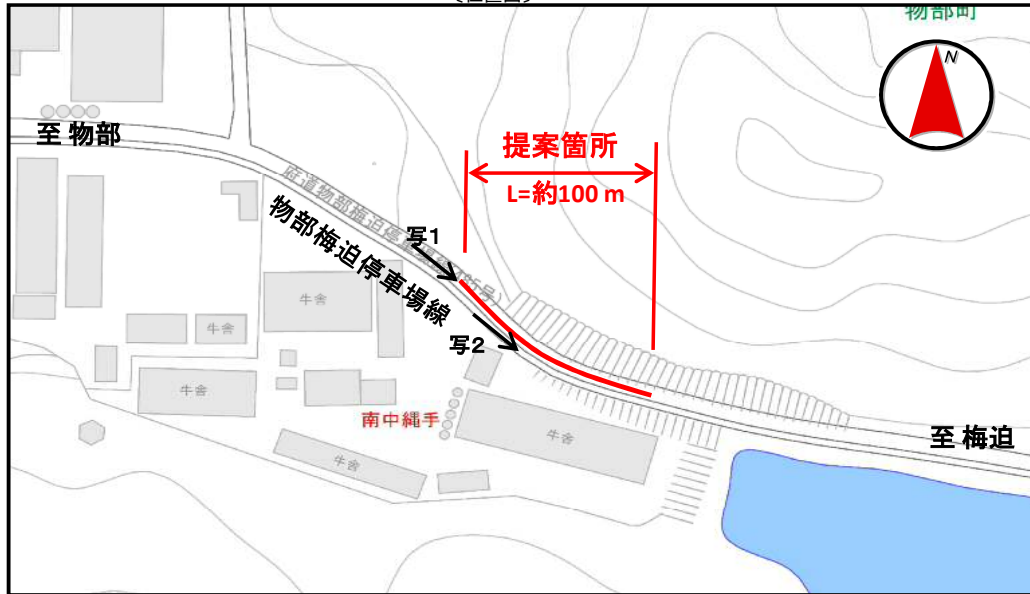 物部町
N
至 物部
提案箇所
L=約100 m
写1
物部梅迫停車場線
写2
牛舎
牛舎
牛舎
牛舎
牛舎
南中縄手
至 梅迫